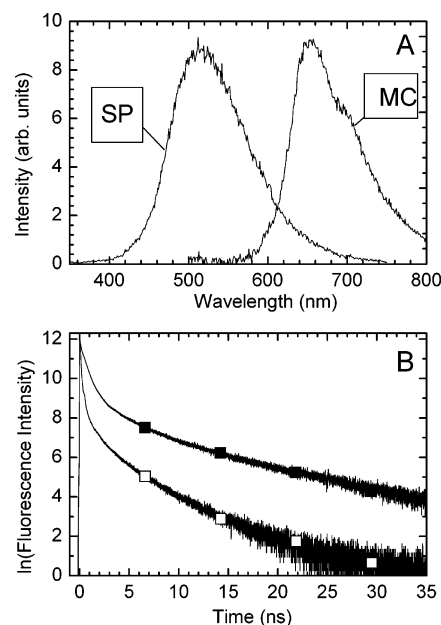 10
A
8
SP
MC
6
4
2
0
400 500 600 700 800
Intensity (arb. units)
Wavelength (nm)
12
B
10
8
6
4
2
0
0 5 10 15 20 25 30 35
ln(Fluorescence Intensity)
Time (ns)